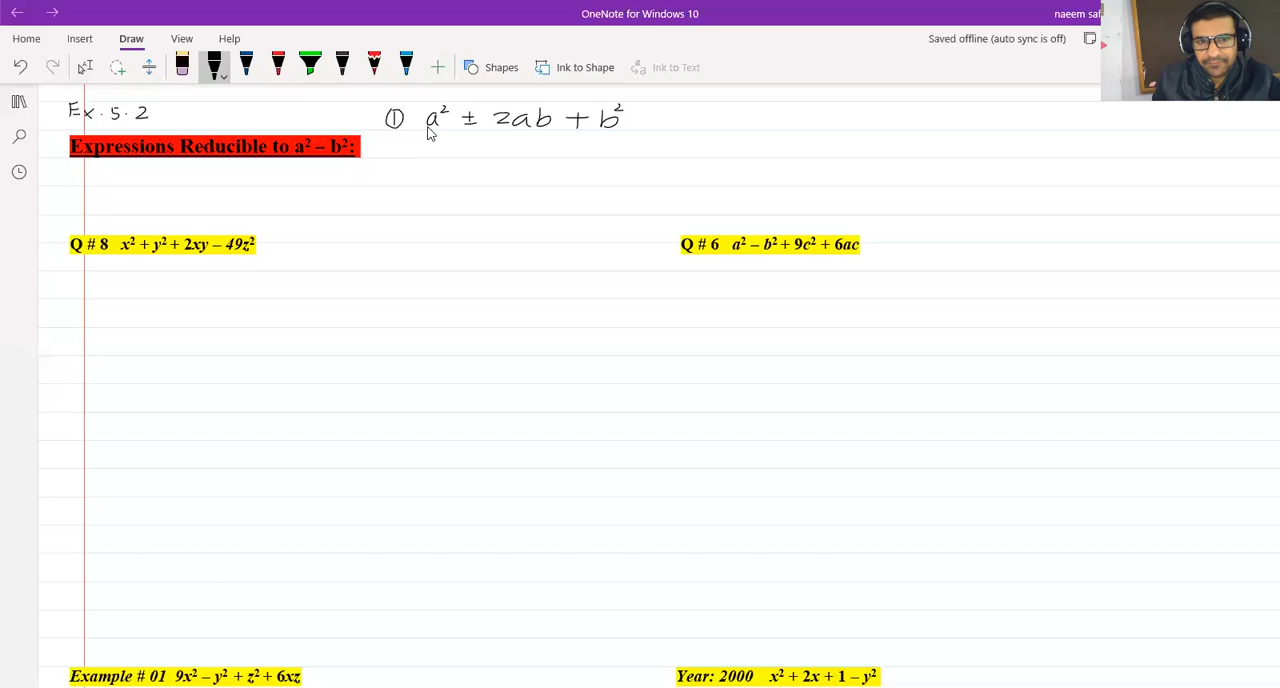 OneNote for Windows 10
naeem saf
Home Insert Draw View Help
Saved offline (auto sync is off)
Shapes Ink to Shape Ink to Text
Ex. 5. 2
① a² ± 2ab + b²
Expressions Reducible to a² – b²:
Q # 8 x² + y² + 2xy – 49z²
Q # 6 a² – b² + 9c² + 6ac
Example # 01 9x² – y² + z² + 6xz
Year: 2000 x² + 2x + 1 – y²